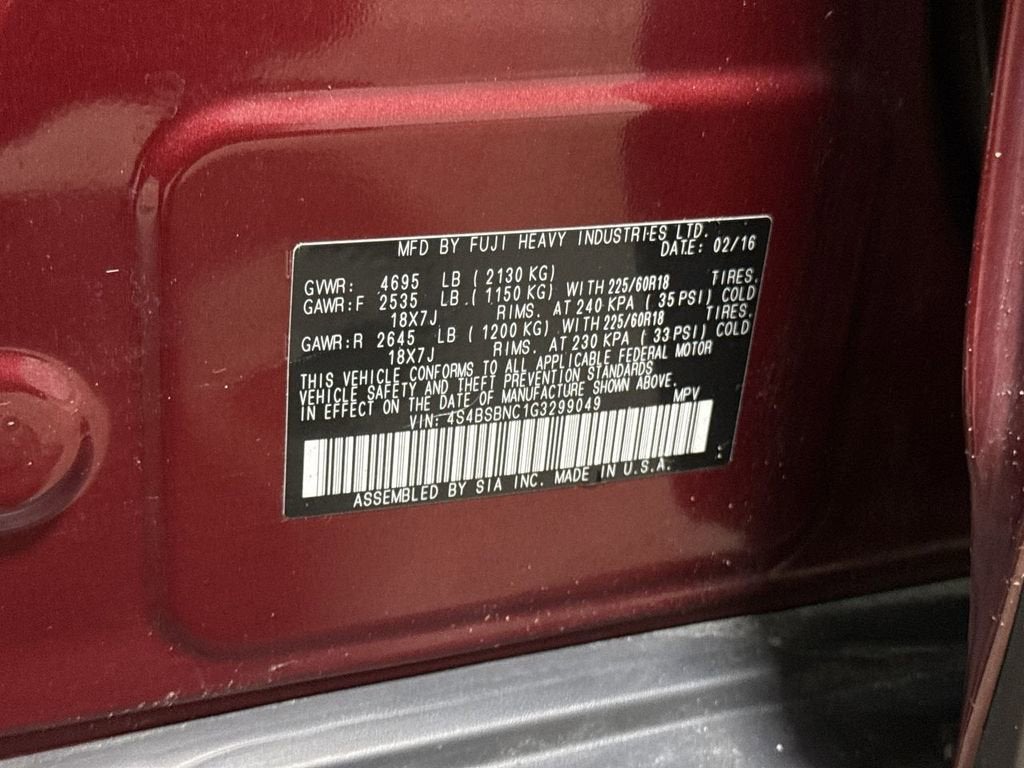 MFD BY FUJI HEAVY INDUSTRIES LTD.
DATE: 02/16
GVWR: 4695 LB ( 2130 KG)
GAWR:F 2535 LB ( 1150 KG) WITH 225/60R18 TIRES.
18X7J RIMS. AT 240 KPA ( 35 PSI) COLD
GAWR:R 2645 LB ( 1200 KG) WITH 225/60R18 TIRES.
18X7J RIMS. AT 230 KPA ( 33 PSI) COLD
THIS VEHICLE CONFORMS TO ALL APPLICABLE FEDERAL MOTOR
VEHICLE SAFETY AND THEFT PREVENTION STANDARDS
IN EFFECT ON THE DATE OF MANUFACTURE SHOWN ABOVE.
VIN: 4S4BSBNC1G3299049 MPV
ASSEMBLED BY SIA INC. MADE IN U.S.A.